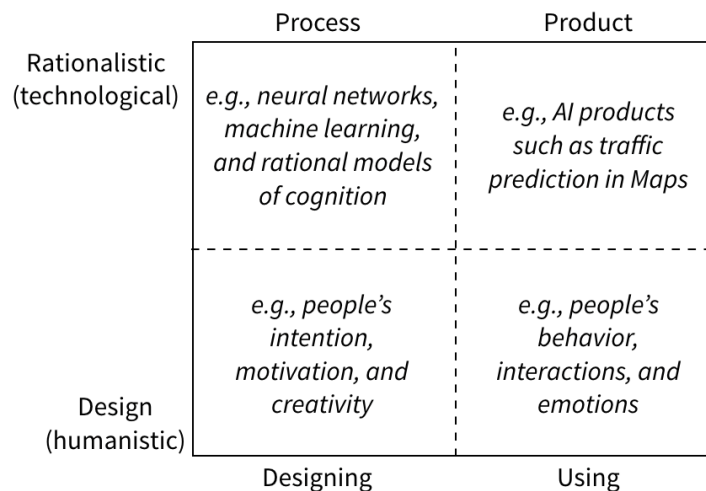 Process
Product
Rationalistic
(technological)
e.g., neural networks,
machine learning,
and rational models
of cognition
e.g., AI products
such as traffic
prediction in Maps
e.g., people’s
intention,
motivation, and
creativity
e.g., people’s
behavior,
interactions, and
emotions
Design
(humanistic)
Designing
Using